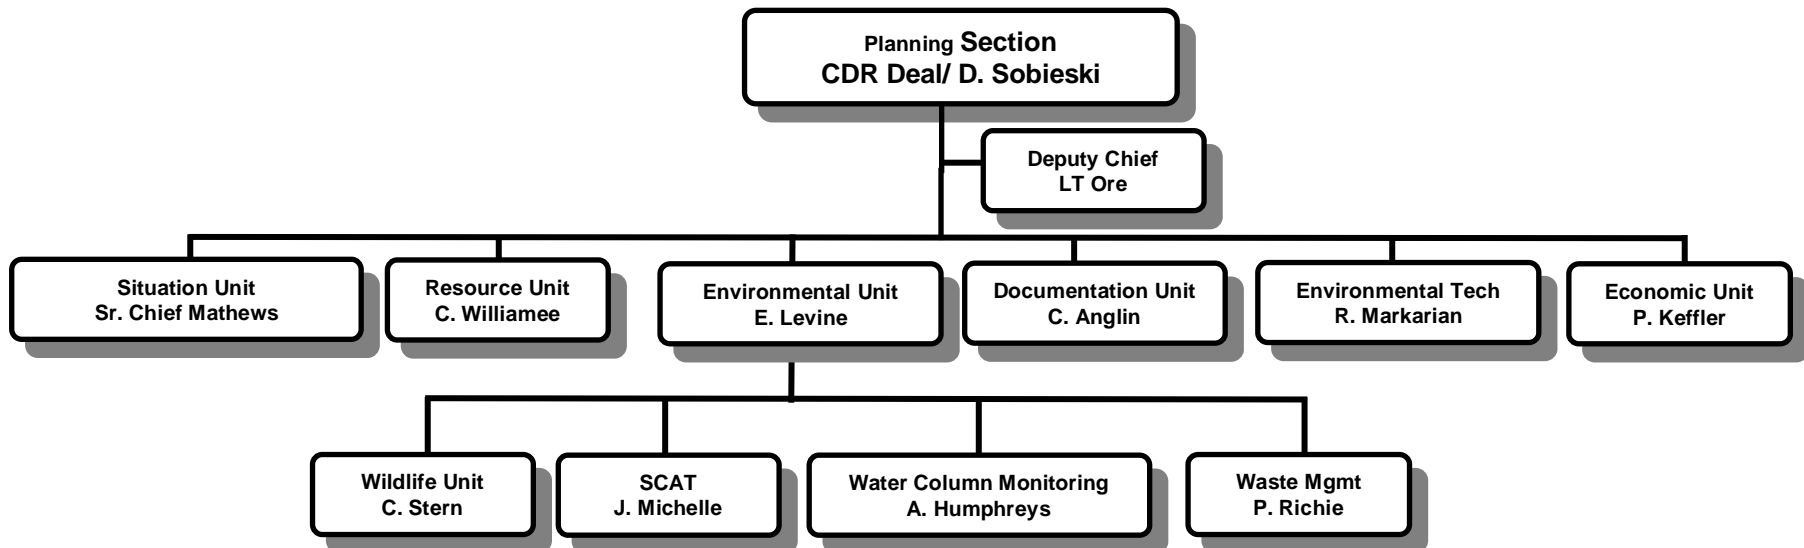 Planning Section
CDR Deal/ D. Sobieski
Deputy Chief
LT Ore
Situation Unit
Sr. Chief Mathews
Resource Unit
C. Williamee
Environmental Unit
E. Levine
Documentation Unit
C. Anglin
Environmental Tech
R. Markarian
Economic Unit
P. Keffler
Wildlife Unit
C. Stern
SCAT
J. Michelle
Water Column Monitoring
A. Humphreys
Waste Mgmt
P. Richie